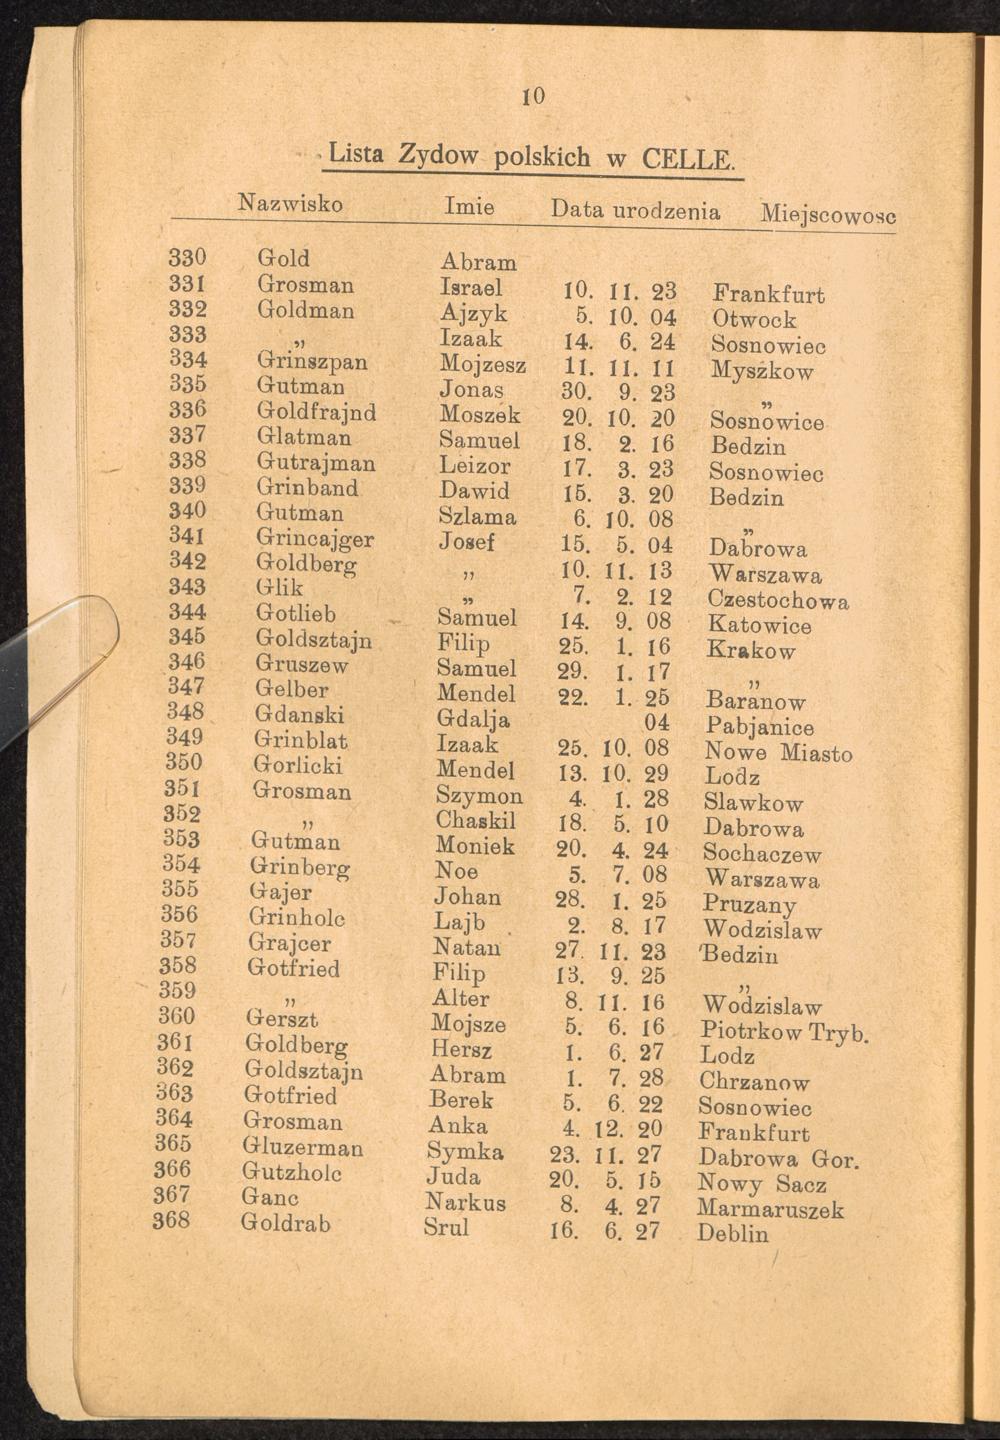 10
Lista Zydow polskich w CELLE.
Nazwisko Imie Data urodzenia Miejscowosc
330 Gold Abram
331 Grosman Israel 10. 11. 23 Frankfurt
332 Goldman Ajzyk 5. 10. 04 Otwock
333 „ Izaak 14. 6. 24 Sosnowiec
334 Grinszpan Mojzesz 11. 11. 11 Myszkow
335 Gutman Jonas 30. 9. 23 „
336 Goldfrajnd Moszek 20. 10. 20 Sosnowice
337 Glatman Samuel 18. 2. 16 Bedzin
338 Gutrajman Leizor 17. 3. 23 Sosnowiec
339 Grinband Dawid 15. 3. 20 Bedzin
340 Gutman Szlama 6. 10. 08 „
341 Grincajger Josef 15. 5. 04 Dabrowa
342 Goldberg „ 10. 11. 13 Warszawa
343 Glik „ 7. 2. 12 Czestochowa
344 Gotlieb Samuel 14. 9. 08 Katowice
345 Goldsztajn Filip 25. 1. 16 Krakow
346 Gruszew Samuel 29. 1. 17 „
347 Gelber Mendel 22. 1. 25 Baranow
348 Gdanski Gdalja 04 Pabjanice
349 Grinblat Izaak 25. 10. 08 Nowe Miasto
350 Gorlicki Mendel 13. 10. 29 Lodz
351 Grosman Szymon 4. 1. 28 Slawkow
352 „ Chaskil 18. 5. 10 Dabrowa
353 Gutman Moniek 20. 4. 24 Sochaczew
354 Grinberg Noe 5. 7. 08 Warszawa
355 Gajer Johan 28. 1. 25 Pruzany
356 Grinholc Lajb 2. 8. 17 Wodzislaw
357 Grajcer Natan 27. 11. 23 Bedzin
358 Gotfried Filip 13. 9. 25 „
359 „ Alter 8. 11. 16 Wodzislaw
360 Gerszt Mojsze 5. 6. 16 Piotrkow Tryb.
361 Goldberg Hersz 1. 6. 27 Lodz
362 Goldsztajn Abram 1. 7. 28 Chrzanow
363 Gotfried Berek 5. 6. 22 Sosnowiec
364 Grosman Anka 4. 12. 20 Frankfurt
365 Gluzerman Symka 23. 11. 27 Dabrowa Gor.
366 Gutzholc Juda 20. 5. 15 Nowy Sacz
367 Ganc Narkus 8. 4. 27 Marmaruszek
368 Goldrab Srul 16. 6. 27 Deblin